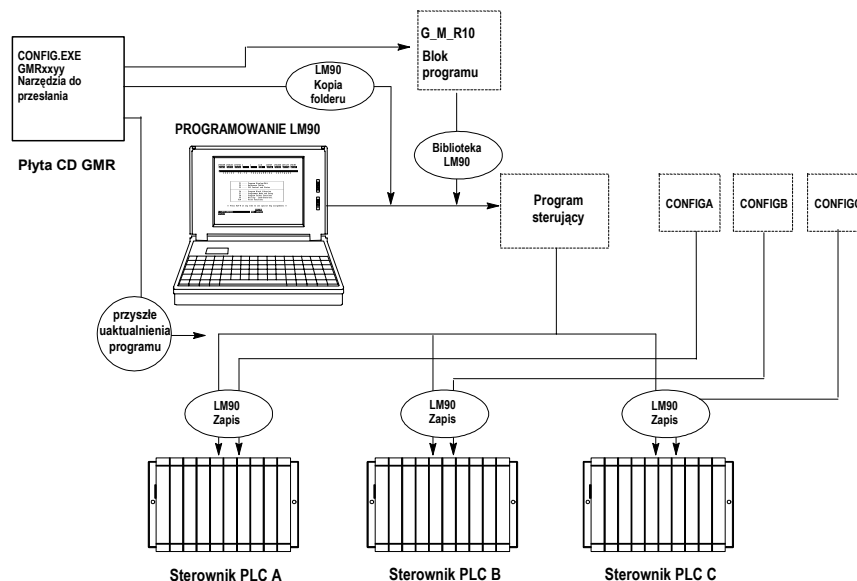 CONFIG.EXE
GMRxxyy
Narzędzia do
przesłania
Płyta CD GMR
LM90
Kopia
folderu
G_M_R10
Blok
programu
PROGRAMOWANIE LM90
Biblioteka
LM90
Program
sterujący
CONFIGA
CONFIGB
CONFIGC
przyszłe
uaktualnienia
programu
LM90
Zapis
LM90
Zapis
LM90
Zapis
Sterownik PLC A
Sterownik PLC B
Sterownik PLC C